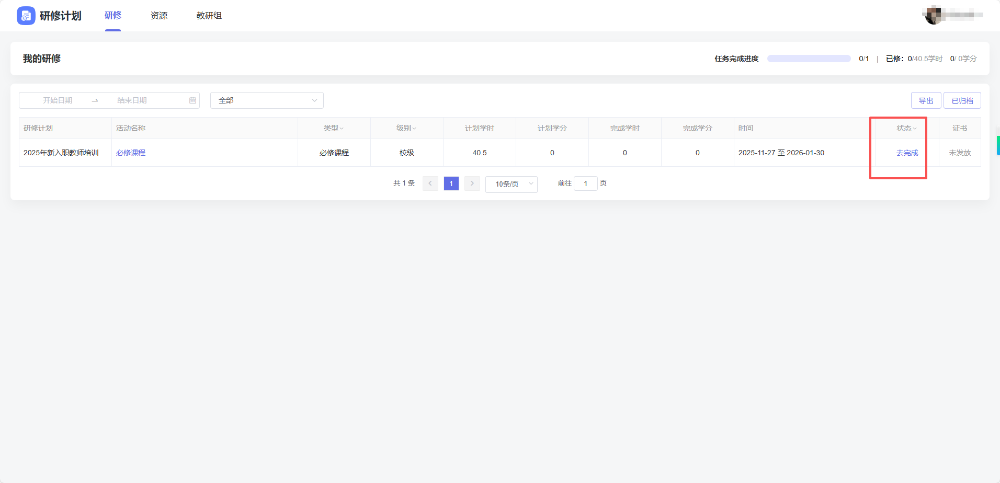 研修计划 研修 资源 教研组
我的研修 任务完成进度 0/1 | 已修：0/40.5学时 0/ 0学分
开始日期 → 结束日期 全部 导出 已归档
研修计划 活动名称 类型 级别 计划学时 计划学分 完成学时 完成学分 时间 状态 证书
2025年新入职教师培训 必修课程 必修课程 校级 40.5 0 0 0 2025-11-27 至 2026-01-30 去完成 未发放
共 1 条 < 1 > 10条/页 前往 1 页